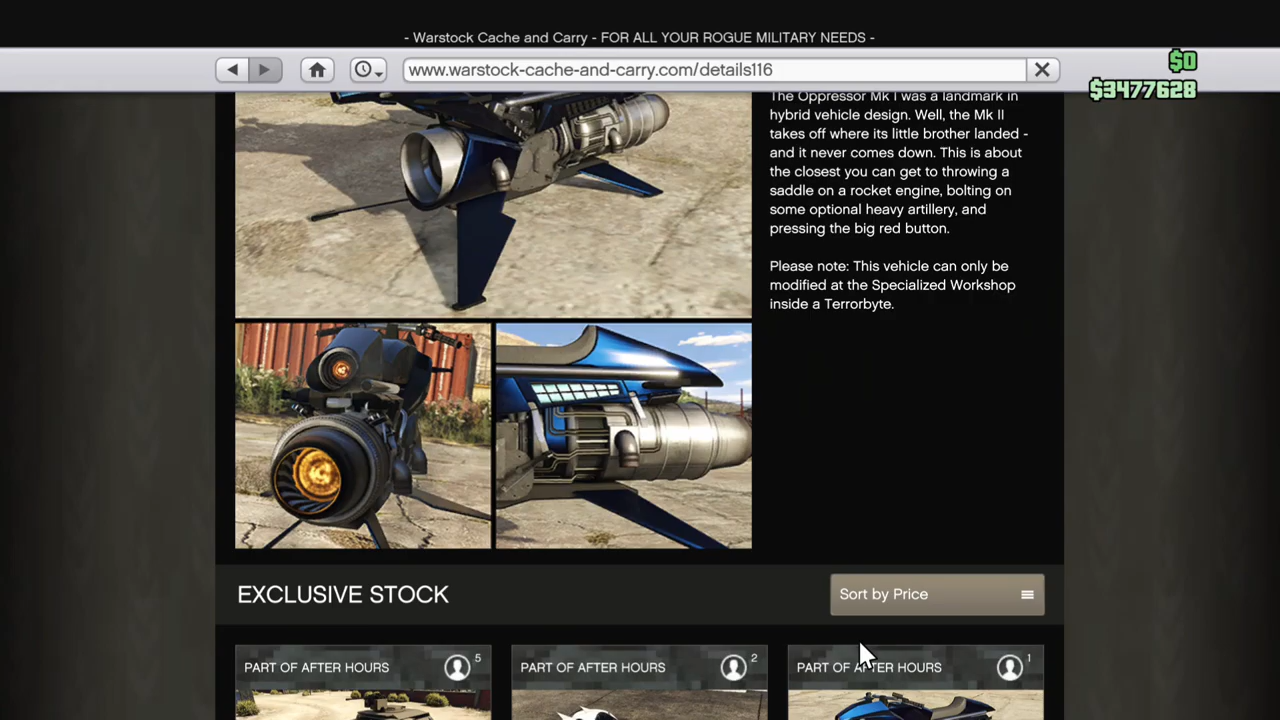 - Warstock Cache and Carry - FOR ALL YOUR ROGUE MILITARY NEEDS -
www.warstock-cache-and-carry.com/details116
$0
$3477628
The Oppressor Mk I was a landmark in
hybrid vehicle design. Well, the Mk II
takes off where its little brother landed -
and it never comes down. This is about
the closest you can get to throwing a
saddle on a rocket engine, bolting on
some optional heavy artillery, and
pressing the big red button.
Please note: This vehicle can only be
modified at the Specialized Workshop
inside a Terrorbyte.
EXCLUSIVE STOCK
Sort by Price
PART OF AFTER HOURS 5
PART OF AFTER HOURS 2
PART OF AFTER HOURS 1